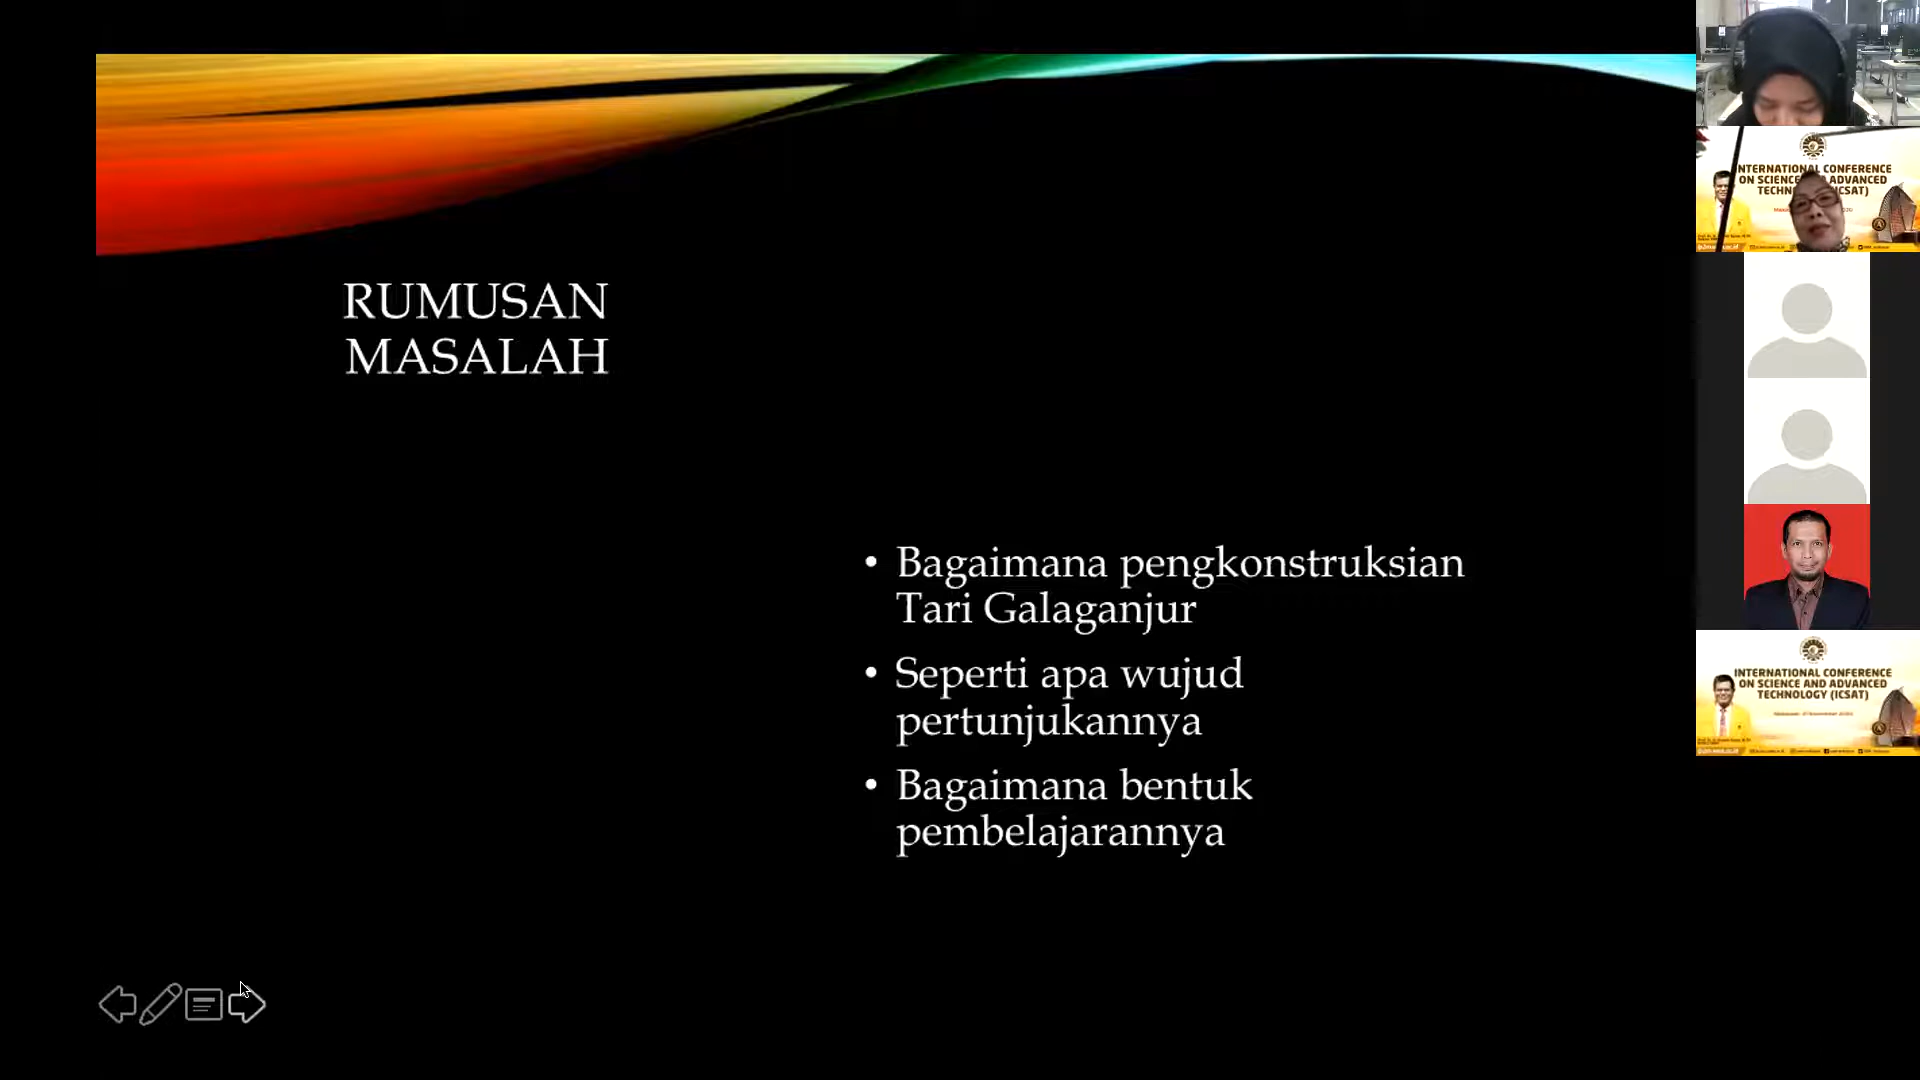 RUMUSAN
MASALAH
• Bagaimana pengkonstruksian
Tari Galaganjur
• Seperti apa wujud
pertunjukannya
• Bagaimana bentuk
pembelajarannya
INTERNATIONAL CONFERENCE
ON SCIENCE AND ADVANCED
TECHNOLOGY (ICSAT)